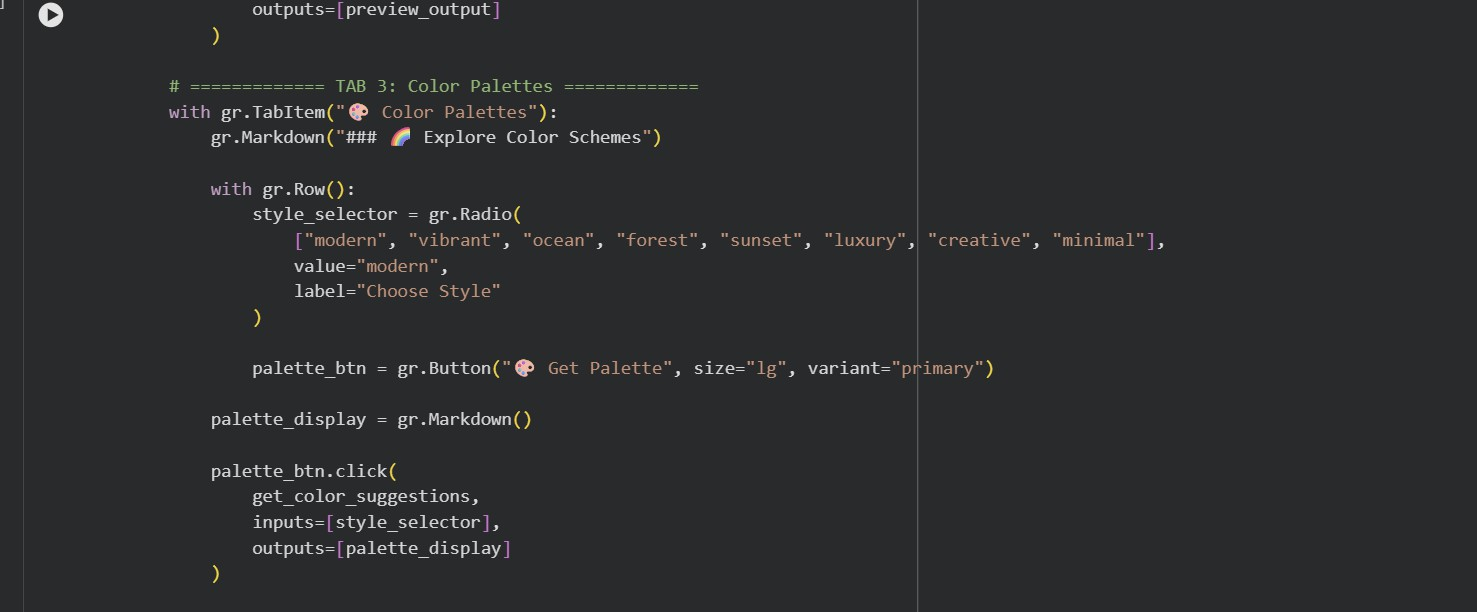 ]
outputs=[preview_output]
)
# ============= TAB 3: Color Palettes =============
with gr.TabItem("🎨 Color Palettes"):
gr.Markdown("### 🌈 Explore Color Schemes")
with gr.Row():
style_selector = gr.Radio(
["modern", "vibrant", "ocean", "forest", "sunset", "luxury", "creative", "minimal"],
value="modern",
label="Choose Style"
)
palette_btn = gr.Button("🎨 Get Palette", size="lg", variant="primary")
palette_display = gr.Markdown()
palette_btn.click(
get_color_suggestions,
inputs=[style_selector],
outputs=[palette_display]
)